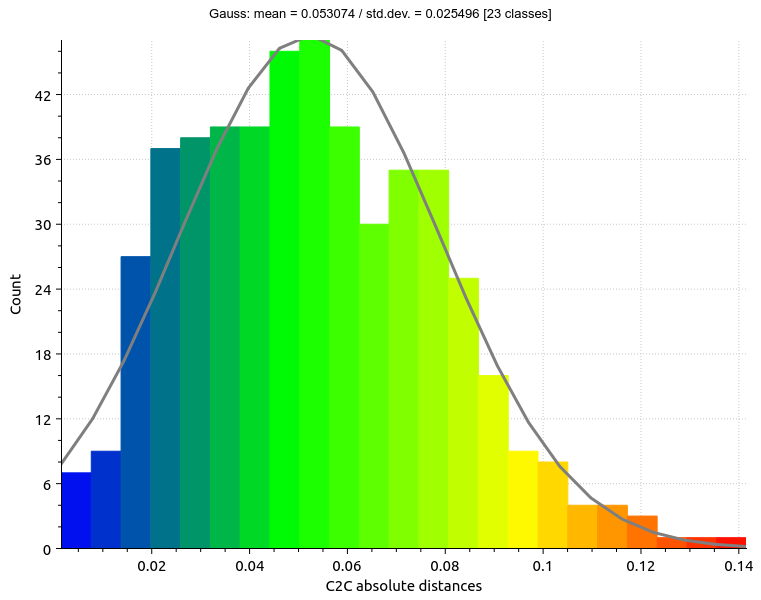 Gauss: mean = 0.053074 / std.dev. = 0.025496 [23 classes]
42
36
30
24
18
12
6
0
Count
0.02 0.04 0.06 0.08 0.1 0.12 0.14
C2C absolute distances